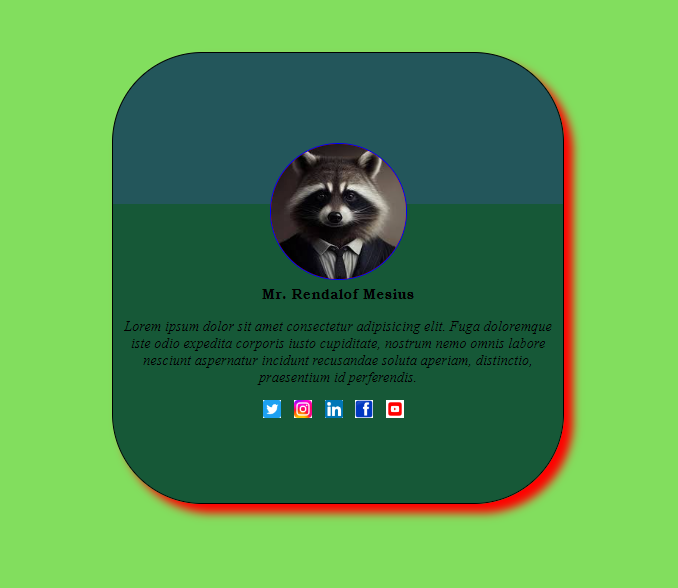 Mr. Rendalof Mesius
Lorem ipsum dolor sit amet consectetur adipisicing elit. Fuga doloremque
iste odio expedita corporis iusto cupiditate, nostrum nemo omnis labore
nesciunt aspernatur incidunt recusandae soluta aperiam, distinctio,
praesentium id perferendis.